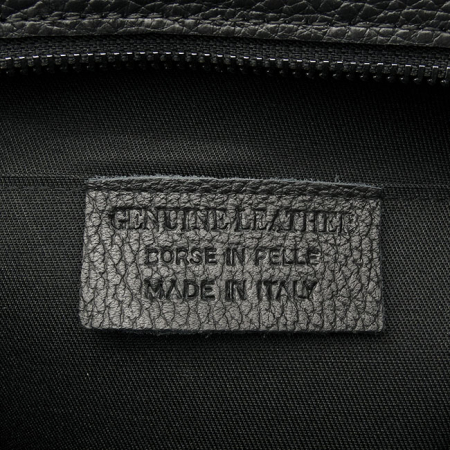 GENUINE LEATHER
BORSE IN PELLE
MADE IN ITALY